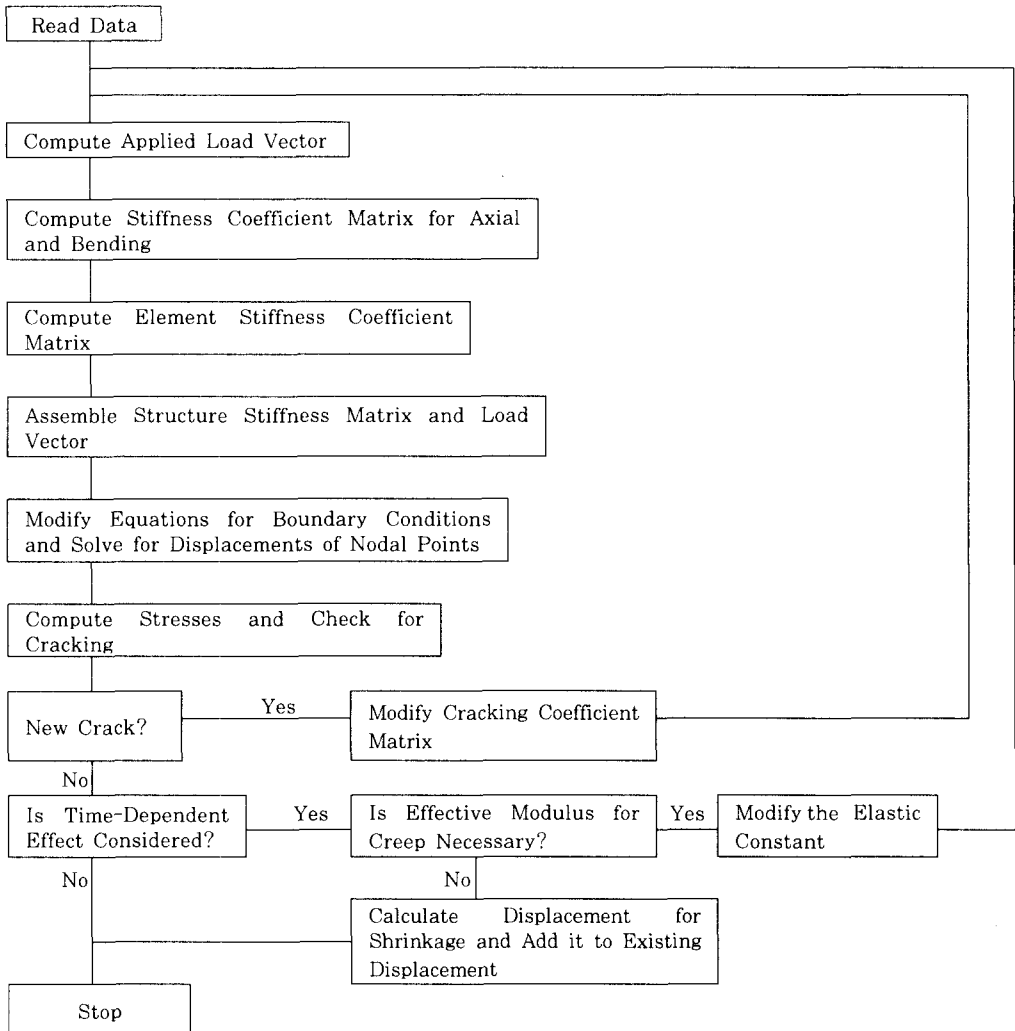 Read Data
Compute Applied Load Vector
Compute Stiffness Coefficient Matrix for Axial
and Bending
Compute Element Stiffness Coefficient
Matrix
Assemble Structure Stiffness Matrix and Load
Vector
Modify Equations for Boundary Conditions
and Solve for Displacements of Nodal Points
Compute Stresses and Check for
Cracking
New Crack?
Yes
Modify Cracking Coefficient
Matrix
No
Is Time-Dependent
Effect Considered?
Yes
Is Effective Modulus for
Creep Necessary?
Yes
Modify the Elastic
Constant
No
No
Calculate Displacement for
Shrinkage and Add it to Existing
Displacement
Stop